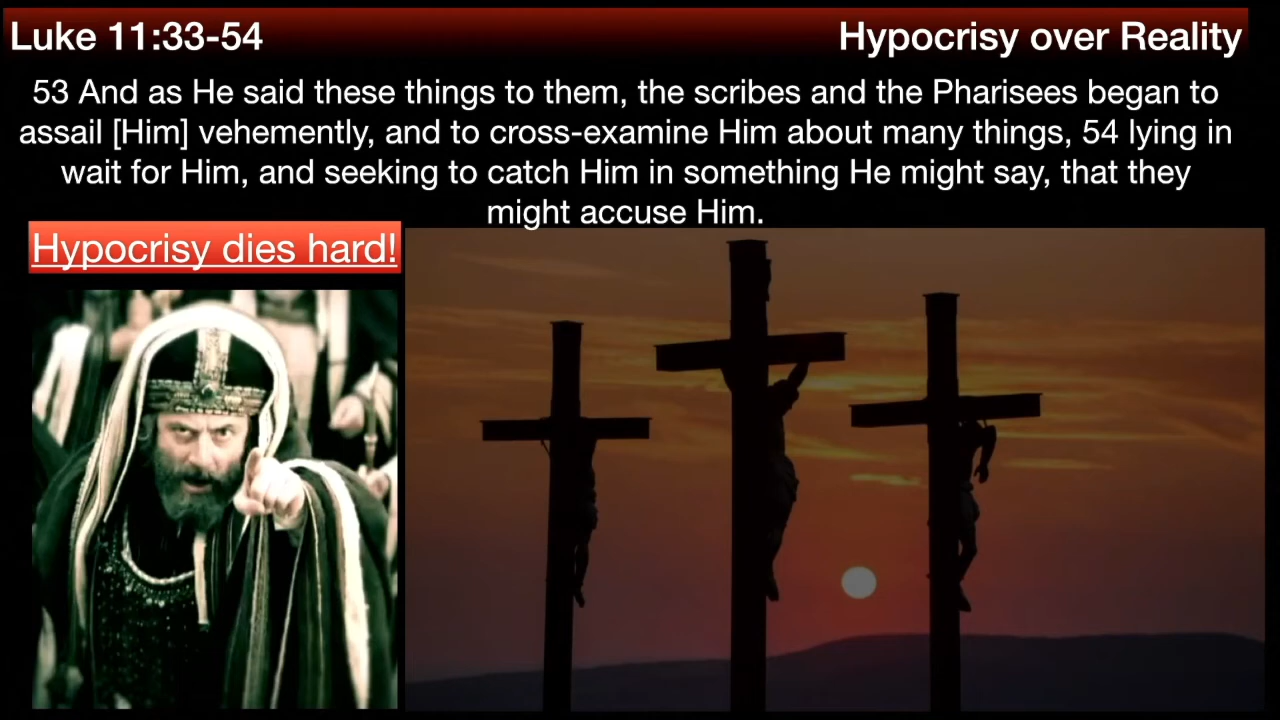 Luke 11:33-54
Hypocrisy over Reality
53 And as He said these things to them, the scribes and the Pharisees began to
assail [Him] vehemently, and to cross-examine Him about many things, 54 lying in
wait for Him, and seeking to catch Him in something He might say, that they
might accuse Him.
Hypocrisy dies hard!